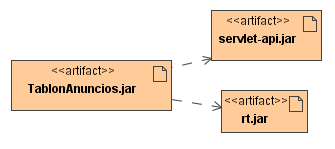 <<artifact>>
servlet-api.jar
<<artifact>>
TablonAnuncios.jar
<<artifact>>
rt.jar